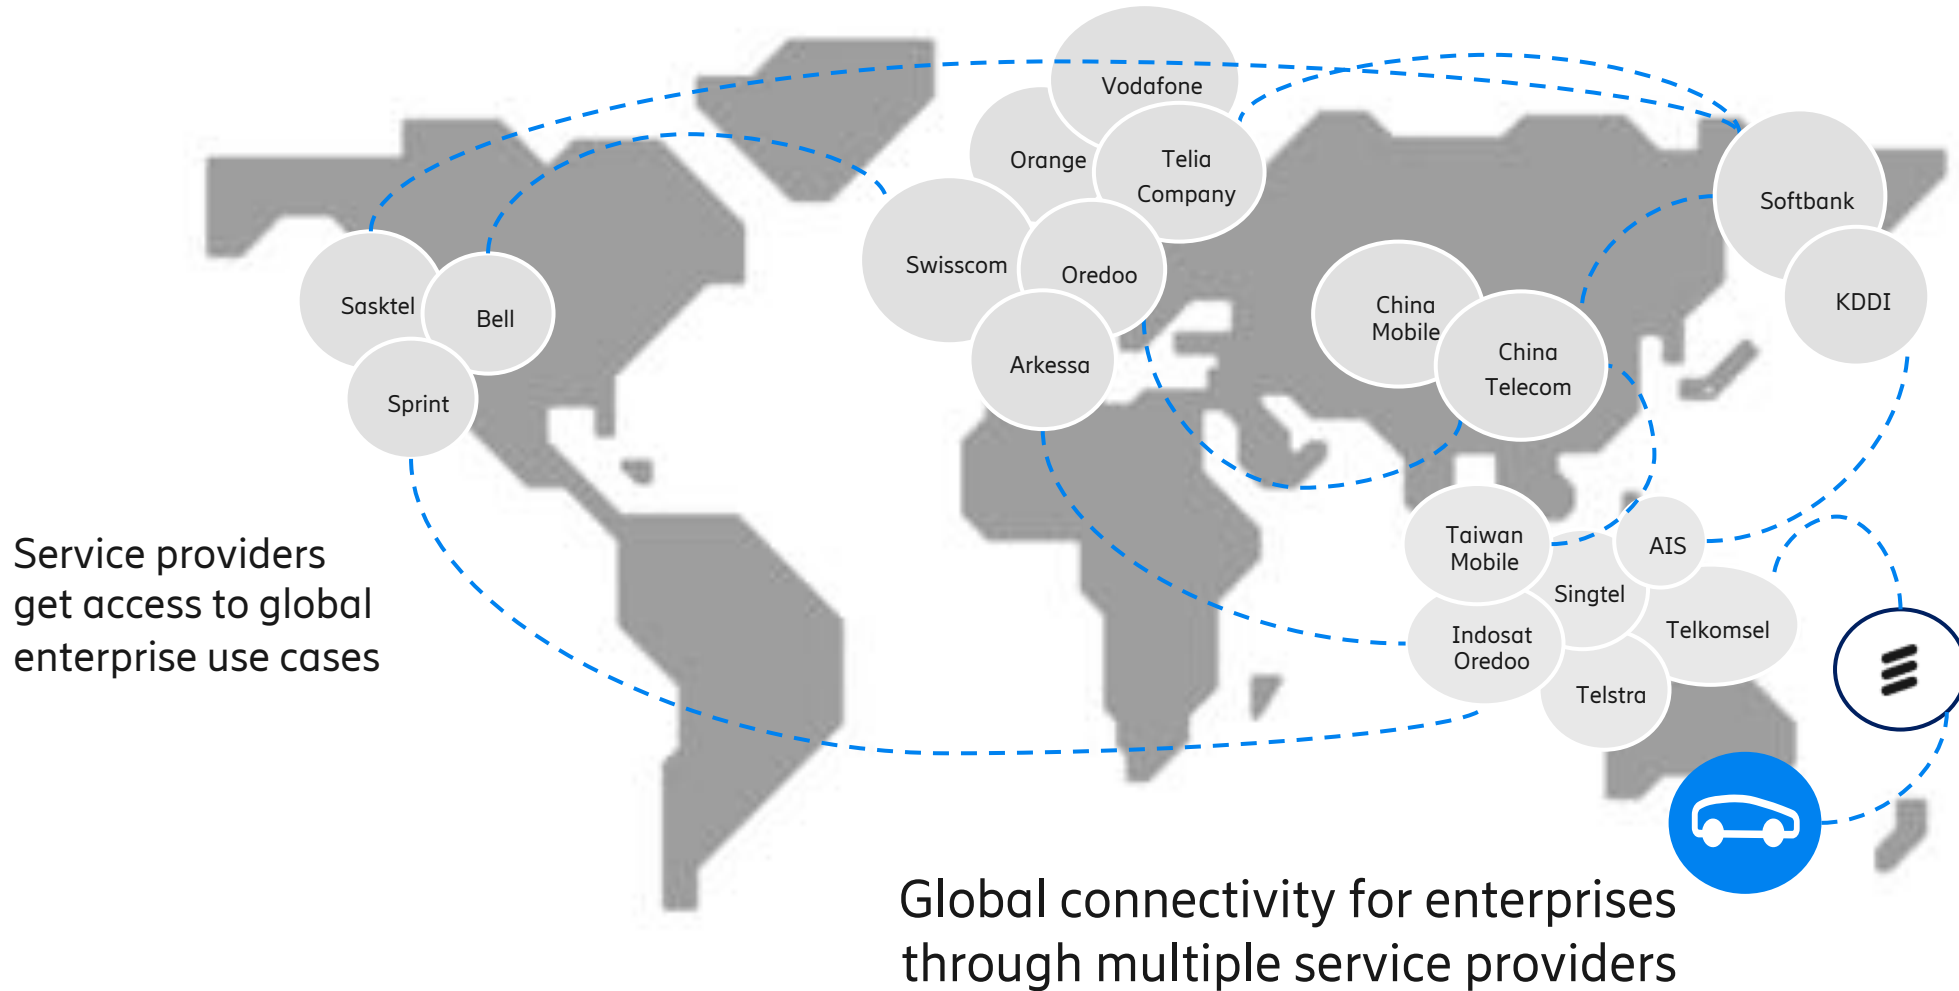 Vodafone
Orange
Telia
Company
Swisscom
Oredoo
Arkessa
Sasktel
Bell
Sprint
China
Mobile
China
Telecom
Softbank
KDDI
Taiwan
Mobile
AIS
Singtel
Indosat
Oredoo
Telkomsel
Telstra
Service providers
get access to global
enterprise use cases
Global connectivity for enterprises
through multiple service providers